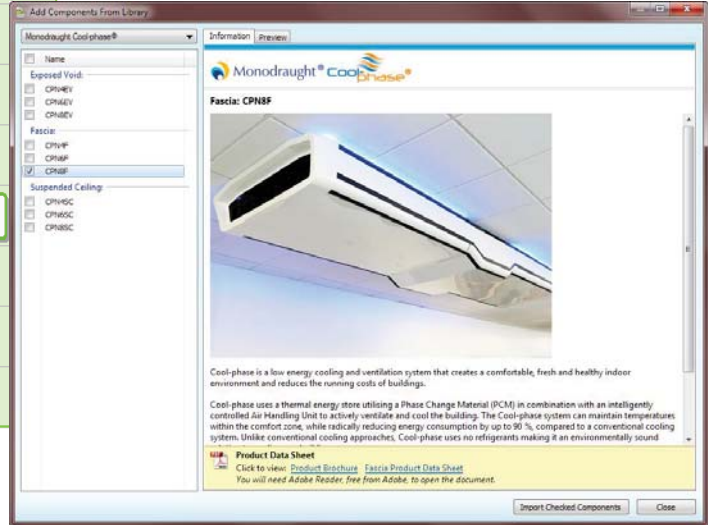 Add Components From Library
Monodraught Cool-phase®
Name
Exposed Void:
CPN4EV
CPN6EV
CPN8EV
Fascia:
CPN4F
CPN6F
CPN8F
Suspended Ceiling:
CPN4SC
CPN6SC
CPN8SC
Information Preview
Monodraught® Cool-phase®
Fascia: CPN8F
Cool-phase is a low energy cooling and ventilation system that creates a comfortable, fresh and healthy indoor
environment and reduces the running costs of buildings.
Cool-phase uses a thermal energy store utilising a Phase Change Material (PCM) in combination with an intelligently
controlled Air Handling Unit to actively ventilate and cool the building. The Cool-phase system can maintain temperatures
within the comfort zone, while radically reducing energy consumption by up to 90 %, compared to a conventional cooling
system. Unlike conventional cooling approaches, Cool-phase uses no refrigerants making it an environmentally sound
Product Data Sheet
Click to view: Product Brochure Fascia Product Data Sheet
You will need Adobe Reader, free from Adobe, to open the document.
Import Checked Components Close